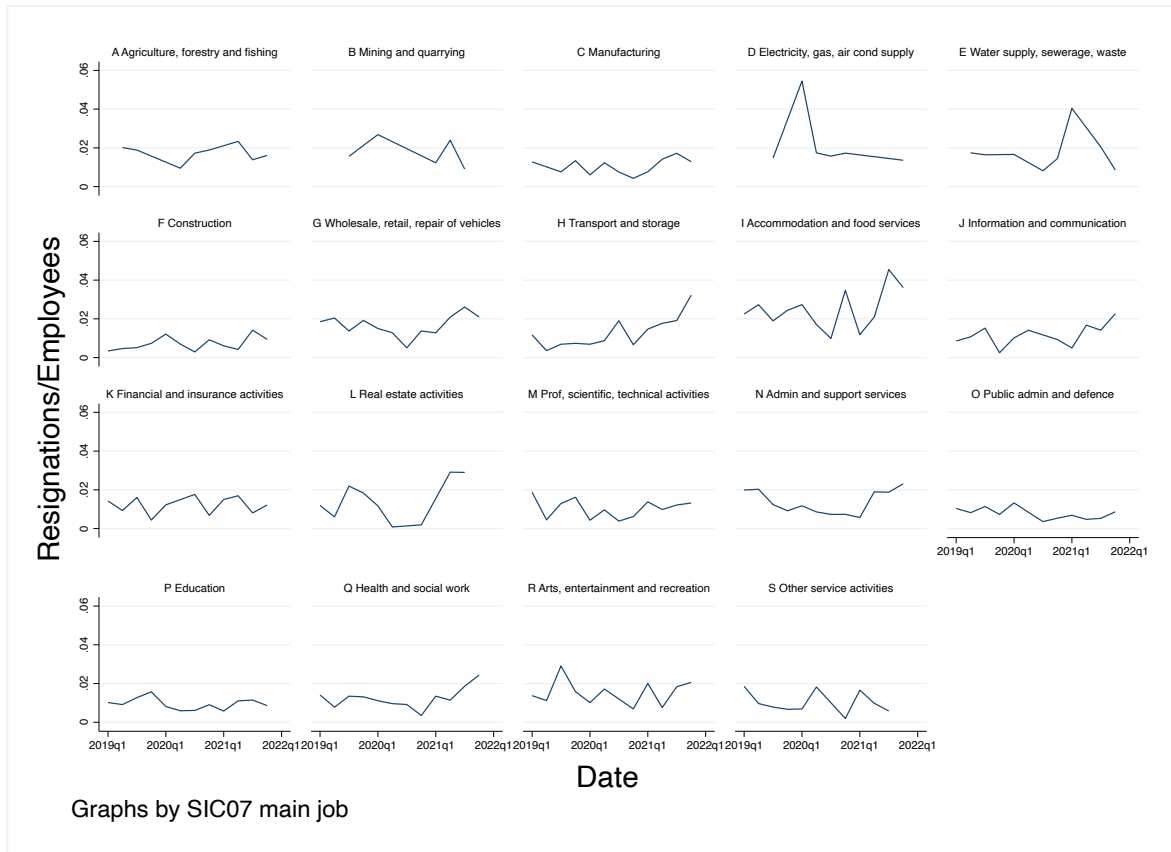 A Agriculture, forestry and fishing
B Mining and quarrying
C Manufacturing
D Electricity, gas, air cond supply
E Water supply, sewerage, waste
.06
.04
.02
0
F Construction
G Wholesale, retail, repair of vehicles
H Transport and storage
I Accommodation and food services
J Information and communication
.06
.04
.02
0
K Financial and insurance activities
L Real estate activities
M Prof, scientific, technical activities
N Admin and support services
O Public admin and defence
.06
.04
.02
0
2019q1 2020q1 2021q1 2022q1
P Education
Q Health and social work
R Arts, entertainment and recreation
S Other service activities
.06
.04
.02
0
2019q1 2020q1 2021q1 2022q1
2019q1 2020q1 2021q1 2022q1
2019q1 2020q1 2021q1 2022q1
2019q1 2020q1 2021q1 2022q1
Resignations/Employees
Date
Graphs by SIC07 main job